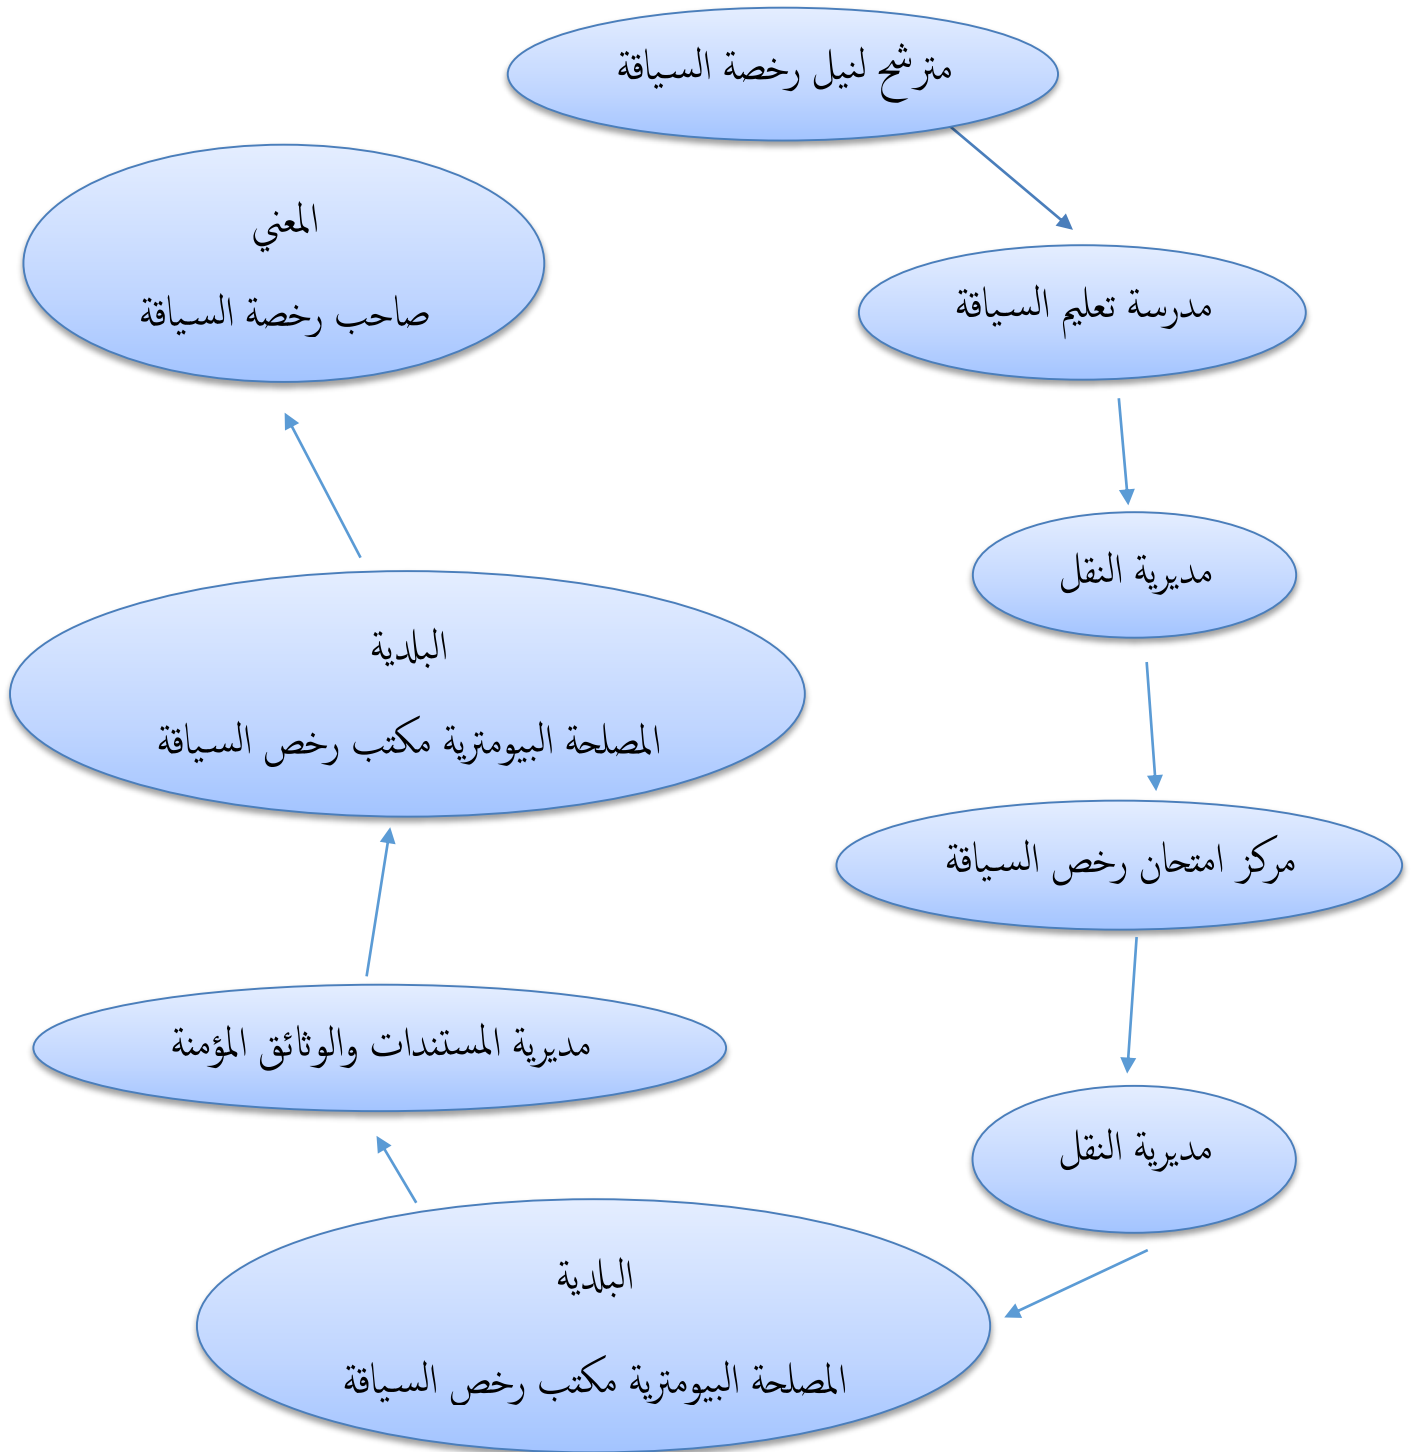 مترشح لنيل رخصة السياقة
مدرسة تعليم السياقة
مديرية النقل
مركز امتحان رخص السياقة
مديرية النقل
البلدية
المصلحة البيومترية مكتب رخص السياقة
مديرية المستندات والوثائق المؤمنة
البلدية
المصلحة البيومترية مكتب رخص السياقة
المعني
صاحب رخصة السياقة